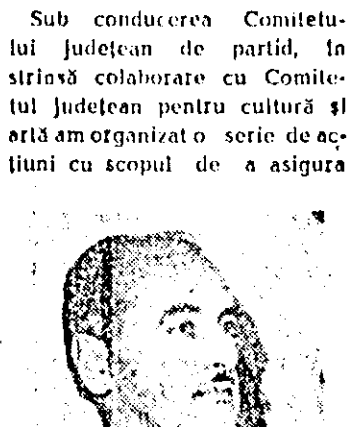 Sub conducerea Comitetu-
lui județean de partid, în
strînsă colaborare cu Comite-
tul județean pentru cultură și
artă am organizat o serie de ac-
țiuni cu scopul de a asigura